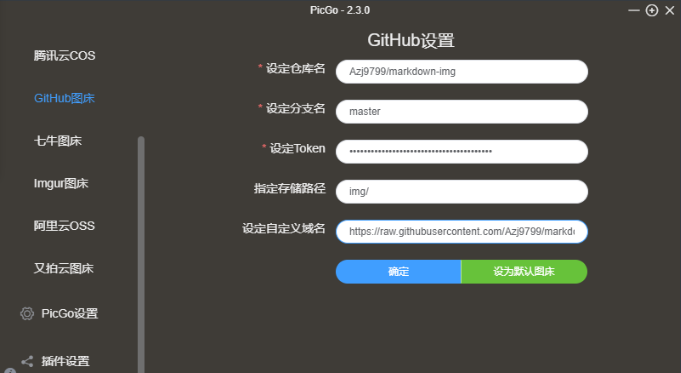 PicGo - 2.3.0
腾讯云COS
GitHub图床
七牛图床
Imgur图床
阿里云OSS
又拍云图床
PicGo设置
插件设置
GitHub设置
* 设定仓库名
Azj9799/markdown-img
* 设定分支名
master
* 设定Token
指定存储路径
img/
设定自定义域名
https://raw.githubusercontent.com/Azj9799/markdo
确定
设为默认图床